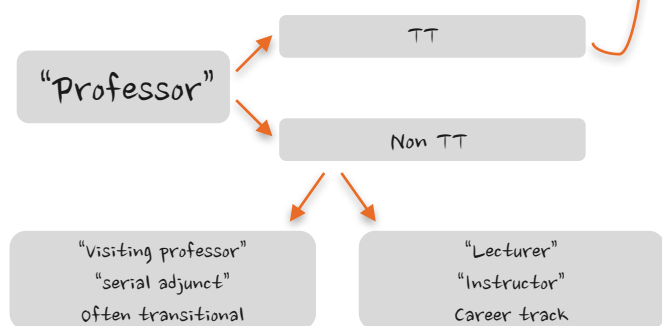 TT
“Professor”
Non TT
“Visiting professor”
“serial adjunct”
Often transitional
“Lecturer”
“Instructor”
Career track